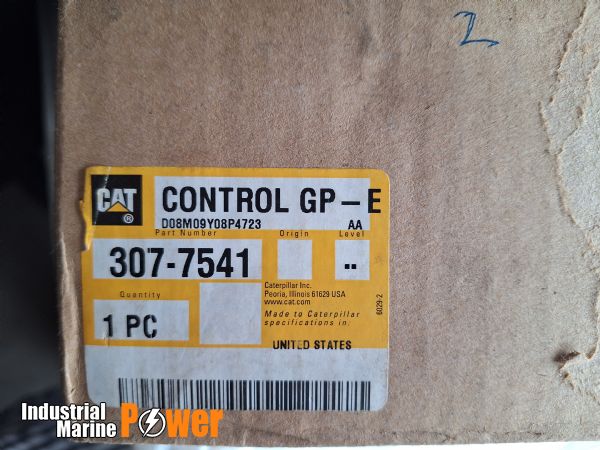 2
CAT
®
CONTROL GP-E
D08M09Y08P4723 AA
Part Number Origin Level
307-7541 ..
Quantity
1 PC
Caterpillar Inc.
Peoria, Illinois 61629 USA
www.cat.com
Made to Caterpillar
specifications in.
UNITED STATES
6029-2
Industrial
Marine Power